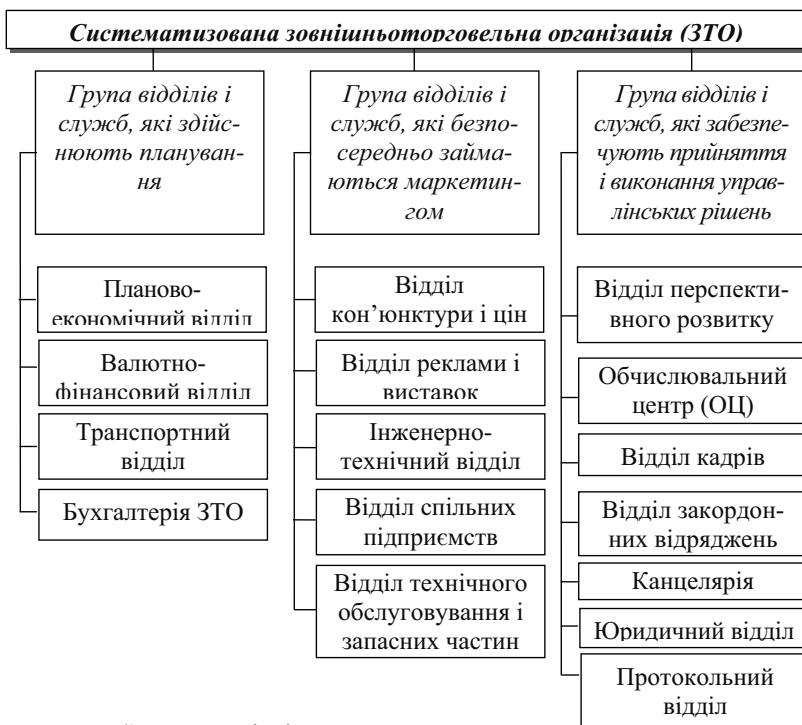 Систематизована зовнішньоторговельна організація (ЗТО)
Група відділів і
служб, які здійс-
нюють плануван-
ня
Планово-
економічний відділ
Валютно-
фінансовий відділ
Транспортний
відділ
Бухгалтерія ЗТО
Група відділів і
служб, які безпо-
середньо займа-
ються маркетин-
гом
Відділ
кон’юнктури і цін
Відділ реклами і
виставок
Інженерно-
технічний відділ
Відділ спільних
підприємств
Відділ технічного
обслуговування і
запасних частин
Група відділів і
служб, які забезпе-
чують прийняття
і виконання управ-
лінських рішень
Відділ перспекти-
вного розвитку
Обчислювальний
центр (ОЦ)
Відділ кадрів
Відділ закордон-
них відряджень
Канцелярія
Юридичний відділ
Протокольний
відділ